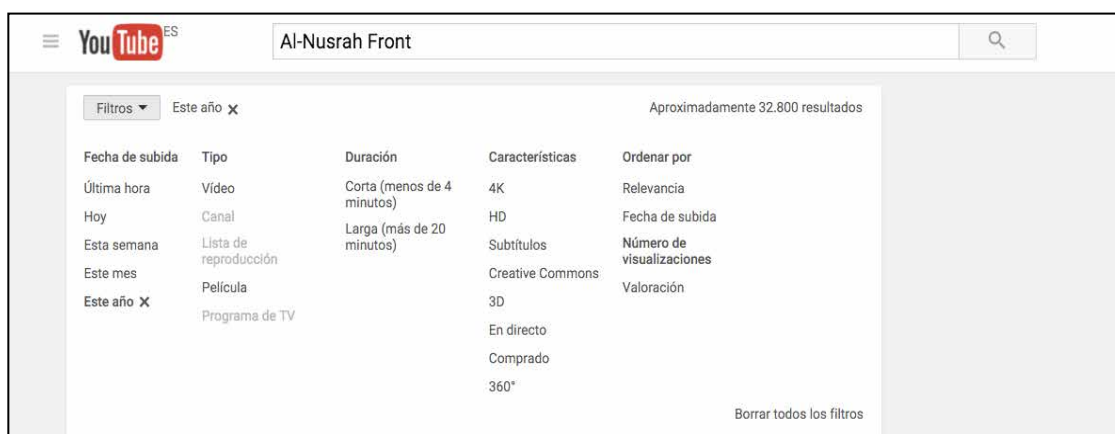 YouTube ES
Al-Nusrah Front
Filtros
Este año ×
Aproximadamente 32.800 resultados
Fecha de subida
Última hora
Hoy
Esta semana
Este mes
Este año ×
Tipo
Vídeo
Canal
Lista de
reproducción
Película
Programa de TV
Duración
Corta (menos de 4
minutos)
Larga (más de 20
minutos)
Características
4K
HD
Subtítulos
Creative Commons
3D
En directo
Comprado
360°
Ordenar por
Relevancia
Fecha de subida
Número de
visualizaciones
Valoración
Borrar todos los filtros